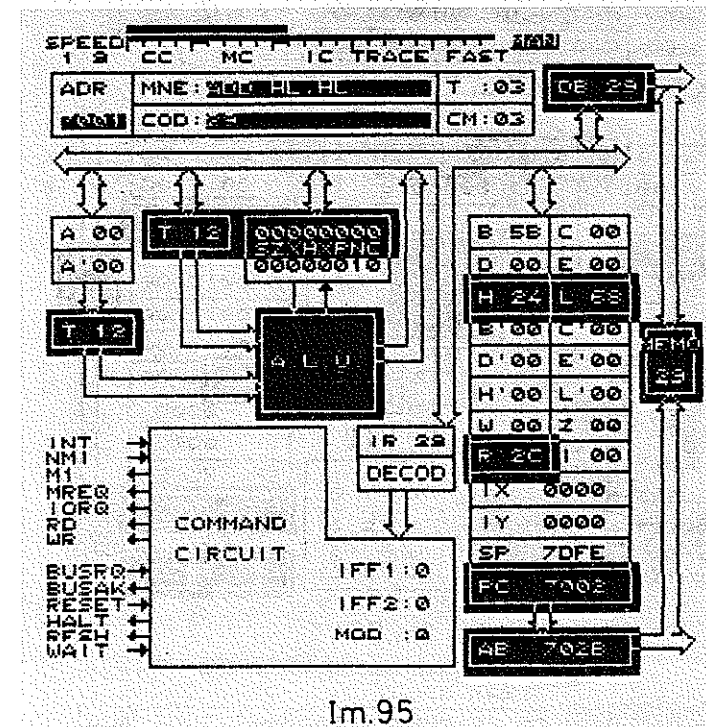 SPEED
1 9 CC MC IC TRACE FAST
ADR MNE: HL,HL T :03 DB 29
COD: CM:03
A 00 T 12 00000000 B 5B C 00
SZXHXPNC
A'00 00000010 D 00 E 00
H 24 L 68
T 12 B'00 C'00 MEMO
ALU D'00 E'00 29
H'00 L'00
W 00 Z 00
INT IR 29 R 2C I 00
NMI
M1 DECOD IX 0000
MREQ
IORQ
RD COMMAND IY 0000
WR
CIRCUIT SP 7DFE
BUSRQ IFF1:0 PC 7002
BUSAK
RESET IFF2:0
HALT
RFSH MOD :0 AB 702B
WAIT
Im.95